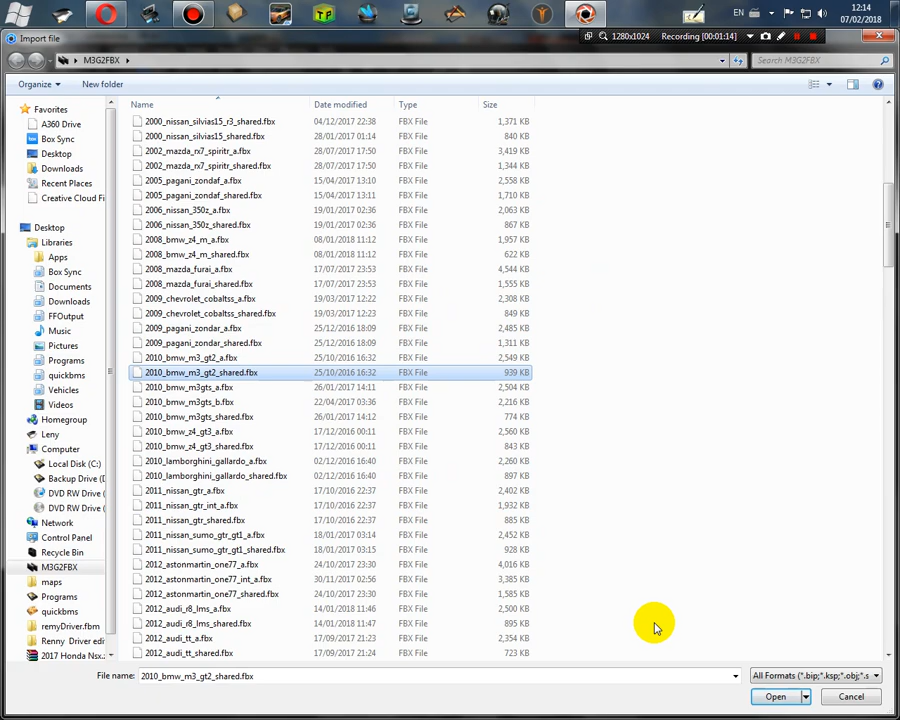 TP
EN
12:14
07/02/2018
Import file
1280x1024
Recording [00:01:14]
M3G2FBX
Search M3G2FBX
Organize
New folder
Name
Date modified
Type
Size
Favorites
A360 Drive
Box Sync
Desktop
Downloads
Recent Places
Creative Cloud Fi
Desktop
Libraries
Apps
Box Sync
Documents
Downloads
FFOutput
Music
Pictures
Programs
quickbms
Vehicles
Videos
Homegroup
Leny
Computer
Local Disk (C:)
Backup Drive (
DVD RW Drive (
DVD RW Drive (
Network
Control Panel
Recycle Bin
M3G2FBX
maps
Programs
quickbms
remyDriver.fbm
Renny Driver edi
2017 Honda Nsx.
2000_nissan_silvias15_r3_shared.fbx 04/12/2017 22:38 FBX File 1,371 KB
2000_nissan_silvias15_shared.fbx 28/01/2017 01:14 FBX File 840 KB
2002_mazda_rx7_spiritr_a.fbx 28/07/2017 17:50 FBX File 3,419 KB
2002_mazda_rx7_spiritr_shared.fbx 28/07/2017 17:50 FBX File 1,344 KB
2005_pagani_zondaf_a.fbx 15/04/2017 13:10 FBX File 2,558 KB
2005_pagani_zondaf_shared.fbx 15/04/2017 13:11 FBX File 1,710 KB
2006_nissan_350z_a.fbx 19/01/2017 02:36 FBX File 2,063 KB
2006_nissan_350z_shared.fbx 19/01/2017 02:36 FBX File 867 KB
2008_bmw_z4_m_a.fbx 08/01/2018 11:12 FBX File 1,957 KB
2008_bmw_z4_m_shared.fbx 08/01/2018 11:12 FBX File 622 KB
2008_mazda_furai_a.fbx 17/07/2017 23:53 FBX File 4,544 KB
2008_mazda_furai_shared.fbx 17/07/2017 23:53 FBX File 1,555 KB
2009_chevrolet_cobaltss_a.fbx 19/03/2017 12:22 FBX File 2,308 KB
2009_chevrolet_cobaltss_shared.fbx 19/03/2017 12:23 FBX File 849 KB
2009_pagani_zondar_a.fbx 25/12/2016 18:09 FBX File 2,485 KB
2009_pagani_zondar_shared.fbx 25/12/2016 18:09 FBX File 1,311 KB
2010_bmw_m3_gt2_a.fbx 25/10/2016 16:32 FBX File 2,549 KB
2010_bmw_m3_gt2_shared.fbx 25/10/2016 16:32 FBX File 939 KB
2010_bmw_m3gts_a.fbx 26/01/2017 14:11 FBX File 2,504 KB
2010_bmw_m3gts_b.fbx 22/04/2017 03:36 FBX File 2,216 KB
2010_bmw_m3gts_shared.fbx 26/01/2017 14:12 FBX File 774 KB
2010_bmw_z4_gt3_a.fbx 17/12/2016 00:11 FBX File 2,560 KB
2010_bmw_z4_gt3_shared.fbx 17/12/2016 00:11 FBX File 843 KB
2010_lamborghini_gallardo_a.fbx 02/12/2016 16:40 FBX File 2,260 KB
2010_lamborghini_gallardo_shared.fbx 02/12/2016 16:40 FBX File 897 KB
2011_nissan_gtr_a.fbx 17/10/2016 22:37 FBX File 2,402 KB
2011_nissan_gtr_int_a.fbx 17/10/2016 22:37 FBX File 1,932 KB
2011_nissan_gtr_shared.fbx 17/10/2016 22:37 FBX File 885 KB
2011_nissan_sumo_gtr_gt1_a.fbx 18/01/2017 03:14 FBX File 2,452 KB
2011_nissan_sumo_gtr_gt1_shared.fbx 18/01/2017 03:15 FBX File 928 KB
2012_astonmartin_one77_a.fbx 24/10/2016 23:30 FBX File 4,016 KB
2012_astonmartin_one77_int_a.fbx 30/11/2017 02:56 FBX File 3,385 KB
2012_astonmartin_one77_shared.fbx 24/10/2016 23:30 FBX File 1,585 KB
2012_audi_r8_lms_a.fbx 14/01/2018 11:46 FBX File 2,500 KB
2012_audi_r8_lms_shared.fbx 14/01/2018 11:47 FBX File 895 KB
2012_audi_tt_a.fbx 17/09/2017 21:23 FBX File 2,354 KB
2012_audi_tt_shared.fbx 17/09/2017 21:24 FBX File 723 KB
File name: 2010_bmw_m3_gt2_shared.fbx
All Formats (*.bip;*.ksp;*.obj;*.s
Open
Cancel